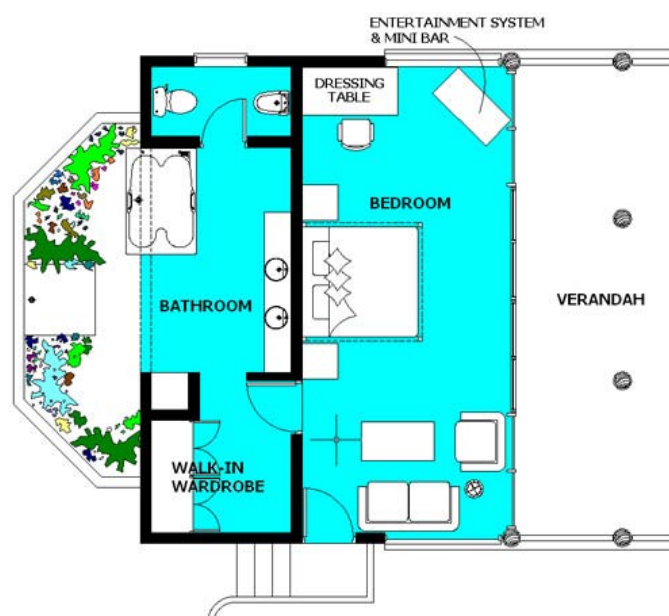 ENTERTAINMENT SYSTEM
& MINI BAR
DRESSING
TABLE
BEDROOM
VERANDAH
BATHROOM
WALK-IN
WARDROBE